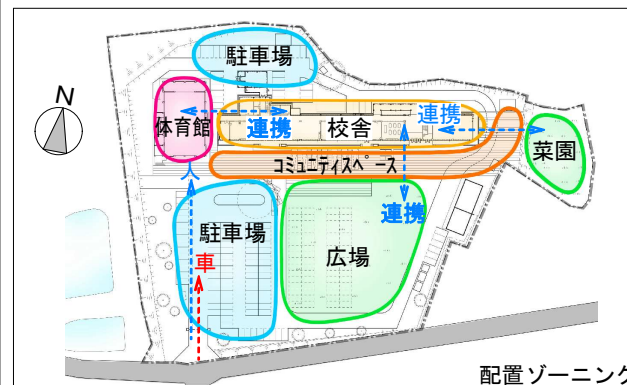 駐車場
N
体育館
連携
校舎
連携
菜園
コミュニティスペース
人
連携
駐車場
広場
車
配置ゾーニング